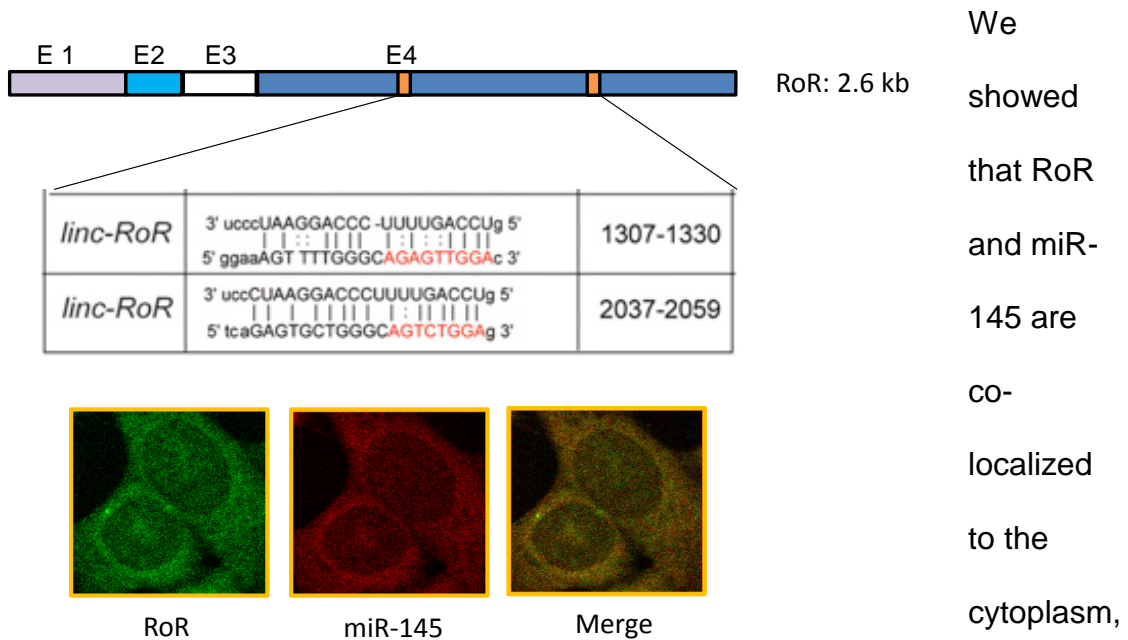 E 1 E2 E3 E4
RoR: 2.6 kb
linc-RoR
3' ucccUAAGGACCC -UUUUGACCUg 5'
5' ggaaAGT TTTGGGCAGAGTTGGAc 3'
1307-1330
linc-RoR
3' uccCUAAGGACCCUUUUGACCUg 5'
5' tcaGAGTGCTGGGCAGTCTGGAg 3'
2037-2059
RoR miR-145 Merge
We
showed
that RoR
and miR-
145 are
co-
localized
to the
cytoplasm,